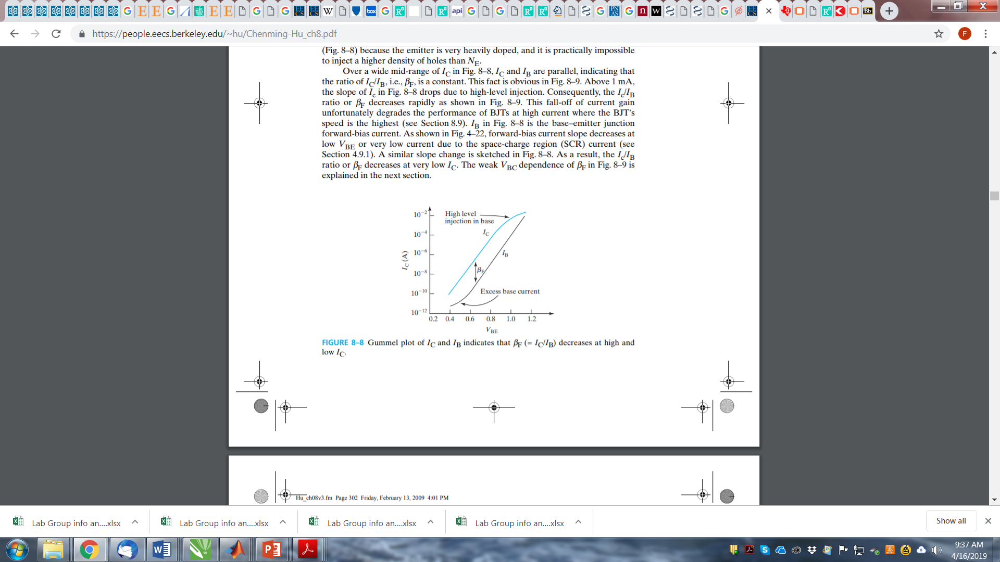 https://people.eecs.berkeley.edu/~hu/Chenming-Hu_ch8.pdf
(Fig. 8–8) because the emitter is very heavily doped, and it is practically impossible
to inject a higher density of holes than NE.
Over a wide mid-range of IC in Fig. 8–8, IC and IB are parallel, indicating that
the ratio of IC/IB, i.e., βF, is a constant. This fact is obvious in Fig. 8–9. Above 1 mA,
the slope of Ic in Fig. 8–8 drops due to high-level injection. Consequently, the Ic/IB
ratio or βF decreases rapidly as shown in Fig. 8–9. This fall-off of current gain
unfortunately degrades the performance of BJTs at high current where the BJT's
speed is the highest (see Section 8.9). IB in Fig. 8–8 is the base–emitter junction
forward-bias current. As shown in Fig. 4–22, forward-bias current slope decreases at
low VBE or very low current due to the space-charge region (SCR) current (see
Section 4.9.1). A similar slope change is sketched in Fig. 8–8. As a result, the Ic/IB
ratio or βF decreases at very low IC. The weak VBC dependence of βF in Fig. 8–9 is
explained in the next section.
10−2
High level
injection in base
IC
10−4
10−6
IB
IC (A)
10−8
βF
10−10
Excess base current
10−12
0.2 0.4 0.6 0.8 1.0 1.2
VBE
FIGURE 8–8 Gummel plot of IC and IB indicates that βF (= IC/IB) decreases at high and
low IC.
Hu_ch08v3.fm Page 302 Friday, February 13, 2009 4:01 PM
Lab Group info an....xlsx
Lab Group info an....xlsx
Lab Group info an....xlsx
Lab Group info an....xlsx
Show all
9:37 AM
4/16/2019